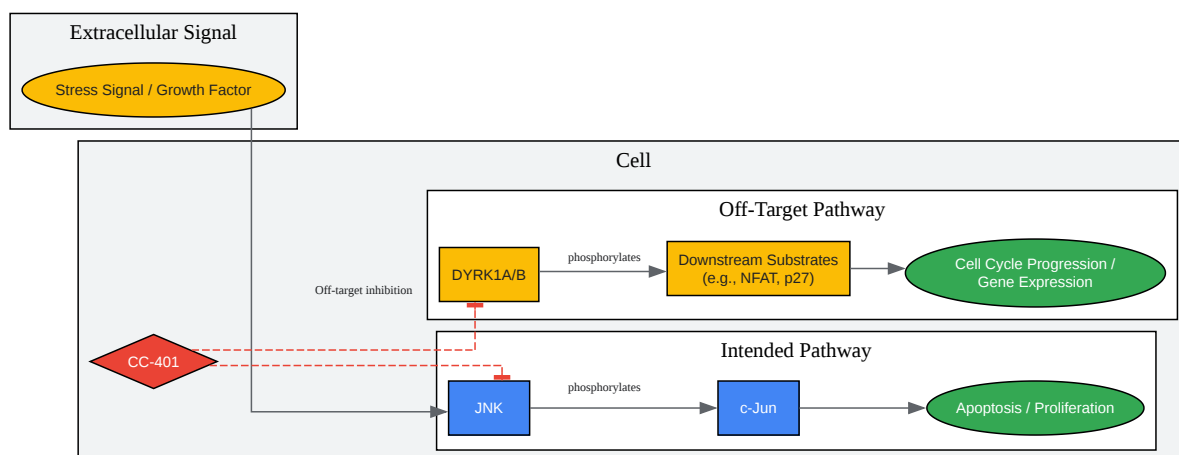 Extracellular Signal
Stress Signal / Growth Factor
Cell
Off-Target Pathway
DYRK1A/B
phosphorylates
Downstream Substrates
(e.g., NFAT, p27)
Cell Cycle Progression /
Gene Expression
Off-target inhibition
CC-401
Intended Pathway
JNK
phosphorylates
c-Jun
Apoptosis / Proliferation